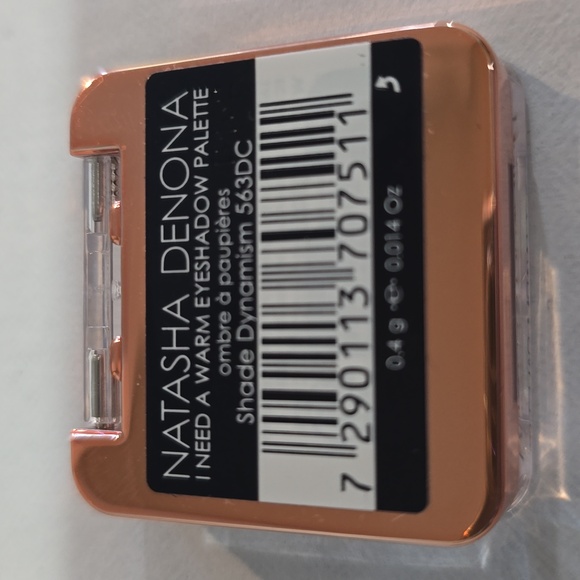 NATASHA DENONA
I NEED A WARM EYESHADOW PALETTE
ombre à paupières
Shade Dynamism 563DC
7 290113 707511
0.4 g ℮ 0.014 Oz